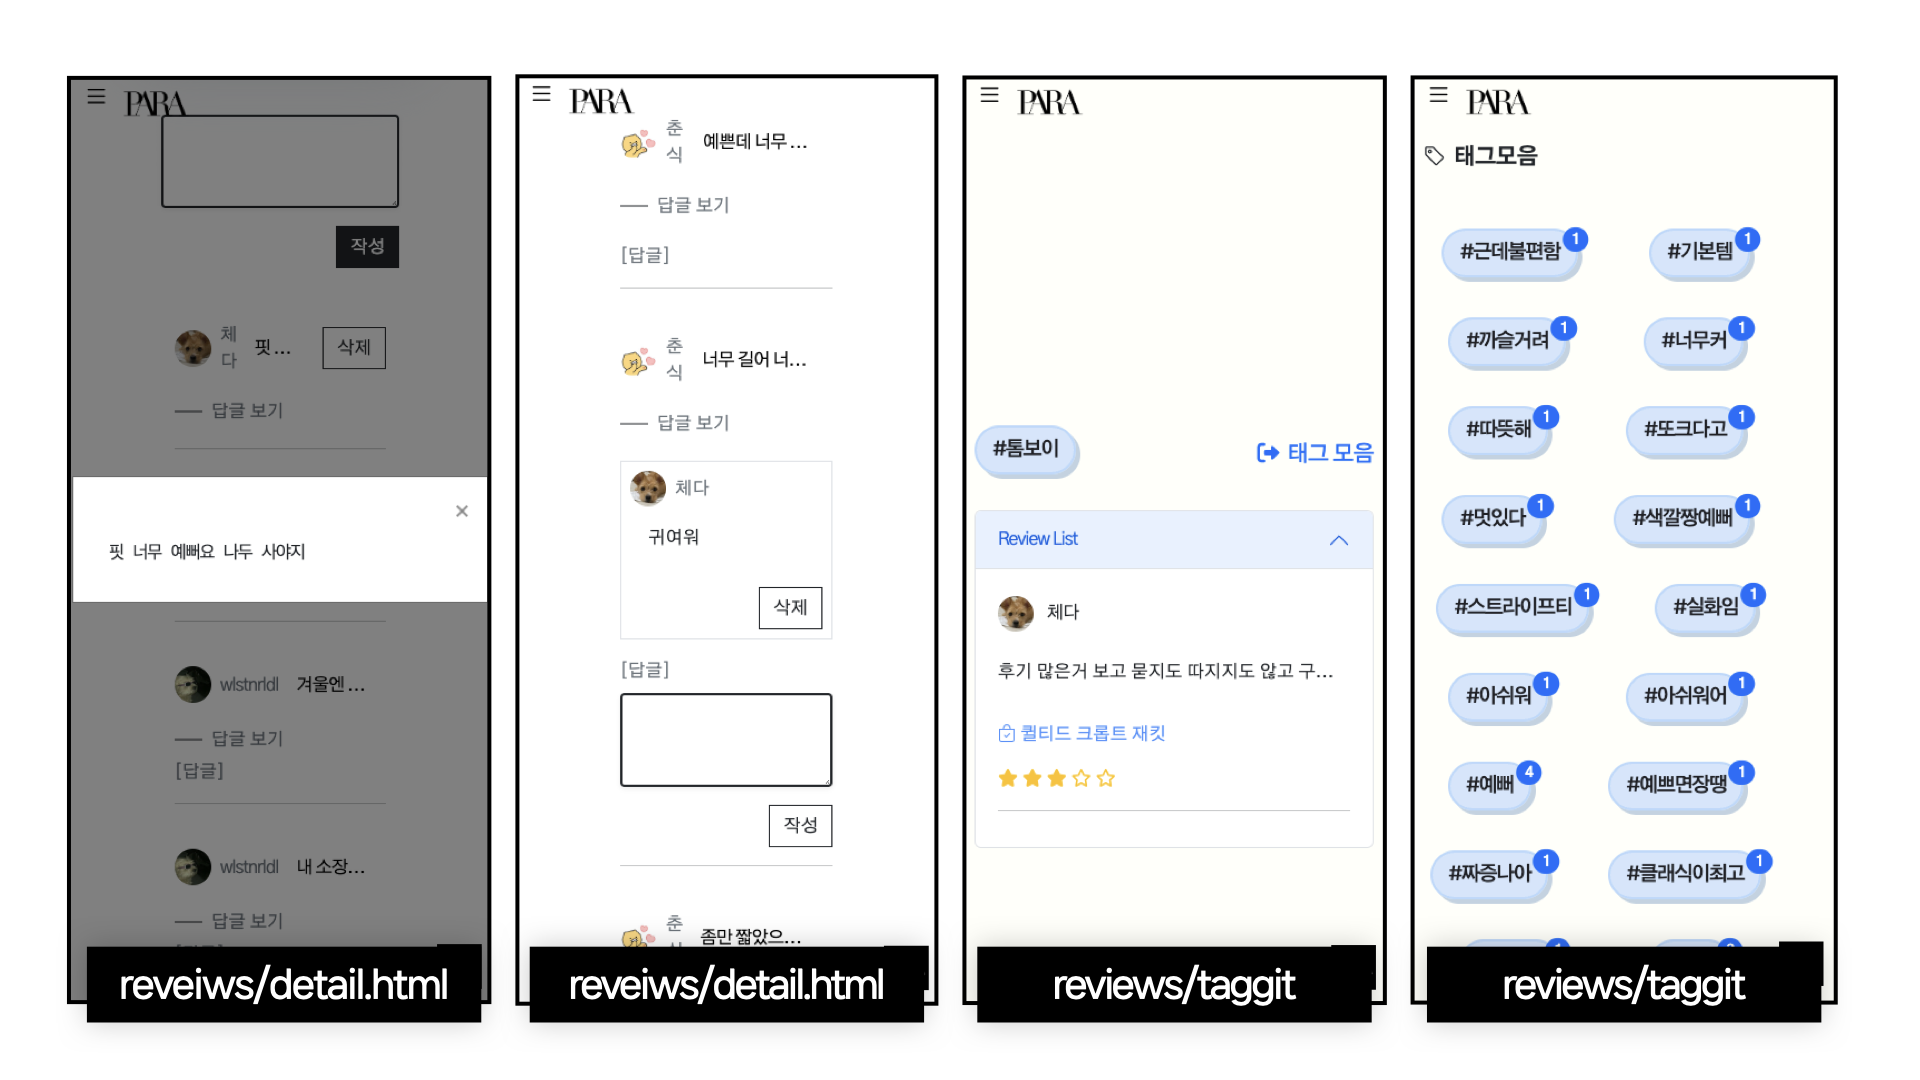 PARA
작성
체
다
핏...
삭제
답글 보기
×
핏 너무 예뻐요 나두 사야지
wlstnrldl
겨울엔 ...
답글 보기
[답글]
wlstnrldl
내 소장...
답글 보기
reveiws/detail.html
PARA
춘
식
예쁜데 너무 ...
답글 보기
[답글]
춘
식
너무 길어 너...
답글 보기
체다
귀여워
삭제
[답글]
작성
춘
식
좀만 짧았으...
reveiws/detail.html
PARA
#톰보이
태그 모음
Review List
체다
후기 많은거 보고 묻지도 따지지도 않고 구...
퀼티드 크롭트 재킷
reviews/taggit
PARA
태그모음
#근데불편함 1
#기본템 1
#까슬거려 1
#너무커 1
#따뜻해 1
#또크다고 1
#멋있다 1
#색깔짱예뻐 1
#스트라이프티 1
#실화임 1
#아쉬워 1
#아쉬워어 1
#예뻐 4
#예쁘면장땡 1
#짜증나아 1
#클래식이최고 1
reviews/taggit